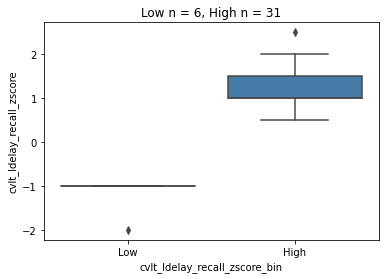 Low n = 6, High n = 31
cvlt_ldelay_recall_zscore
2
1
0
−1
−2
Low
High
cvlt_ldelay_recall_zscore_bin